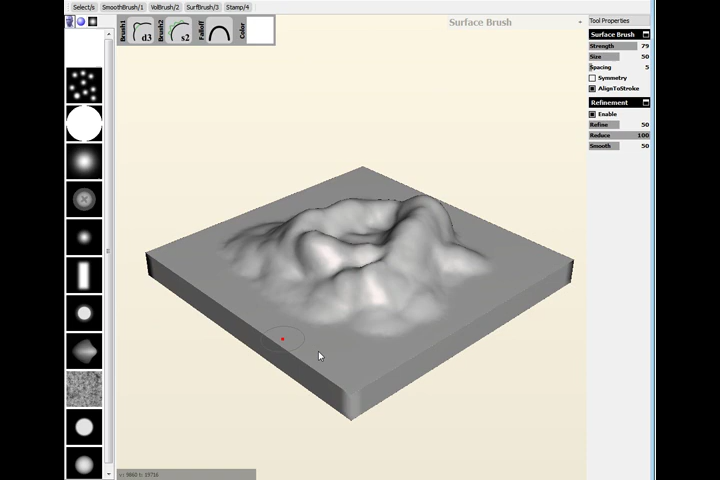 Select/s SmoothBrush/1 VolBrush/2 SurfBrush/3 Stamp/4
Brush1 d3 Brush2 s2 Falloff Color
Surface Brush
Tool Properties
Surface Brush
Strength 79
Size 50
Spacing 5
Symmetry
AlignToStroke
Refinement
Enable
Refine 50
Reduce 100
Smooth 50